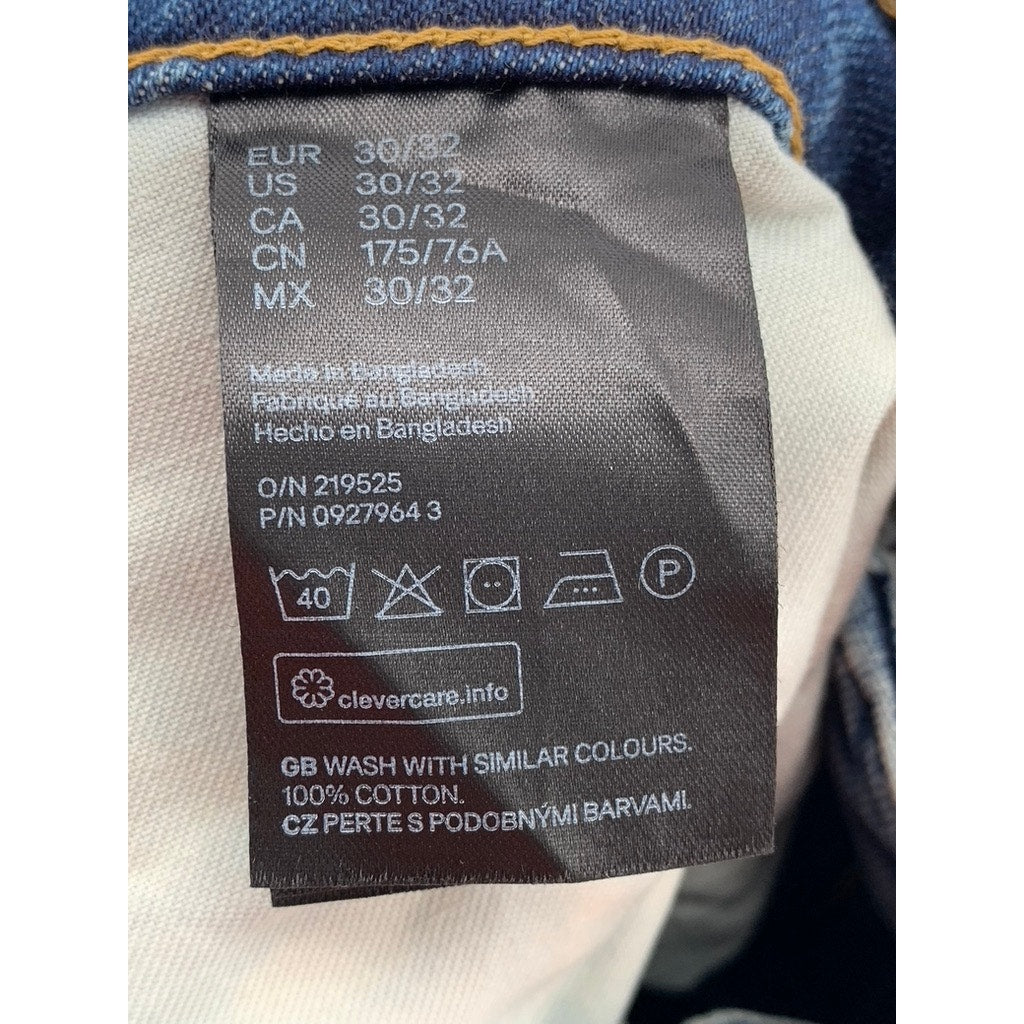 EUR 30/32
US 30/32
CA 30/32
CN 175/76A
MX 30/32
Made in Bangladesh
Fabriqué au Bangladesh
Hecho en Bangladesh
O/N 219525
P/N 0927964 3
40
P
clevercare.info
GB WASH WITH SIMILAR COLOURS.
100% COTTON.
CZ PERTE S PODOBNÝMI BARVAMI.